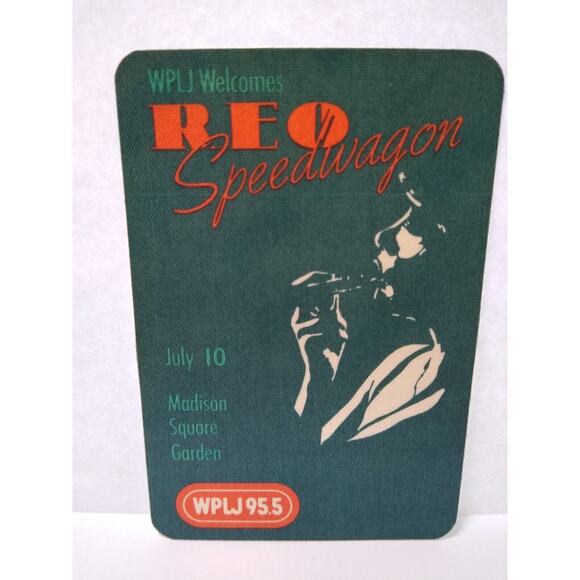 WPLJ Welcomes
REO
Speedwagon
July 10
Madison
Square
Garden
WPLJ 95.5